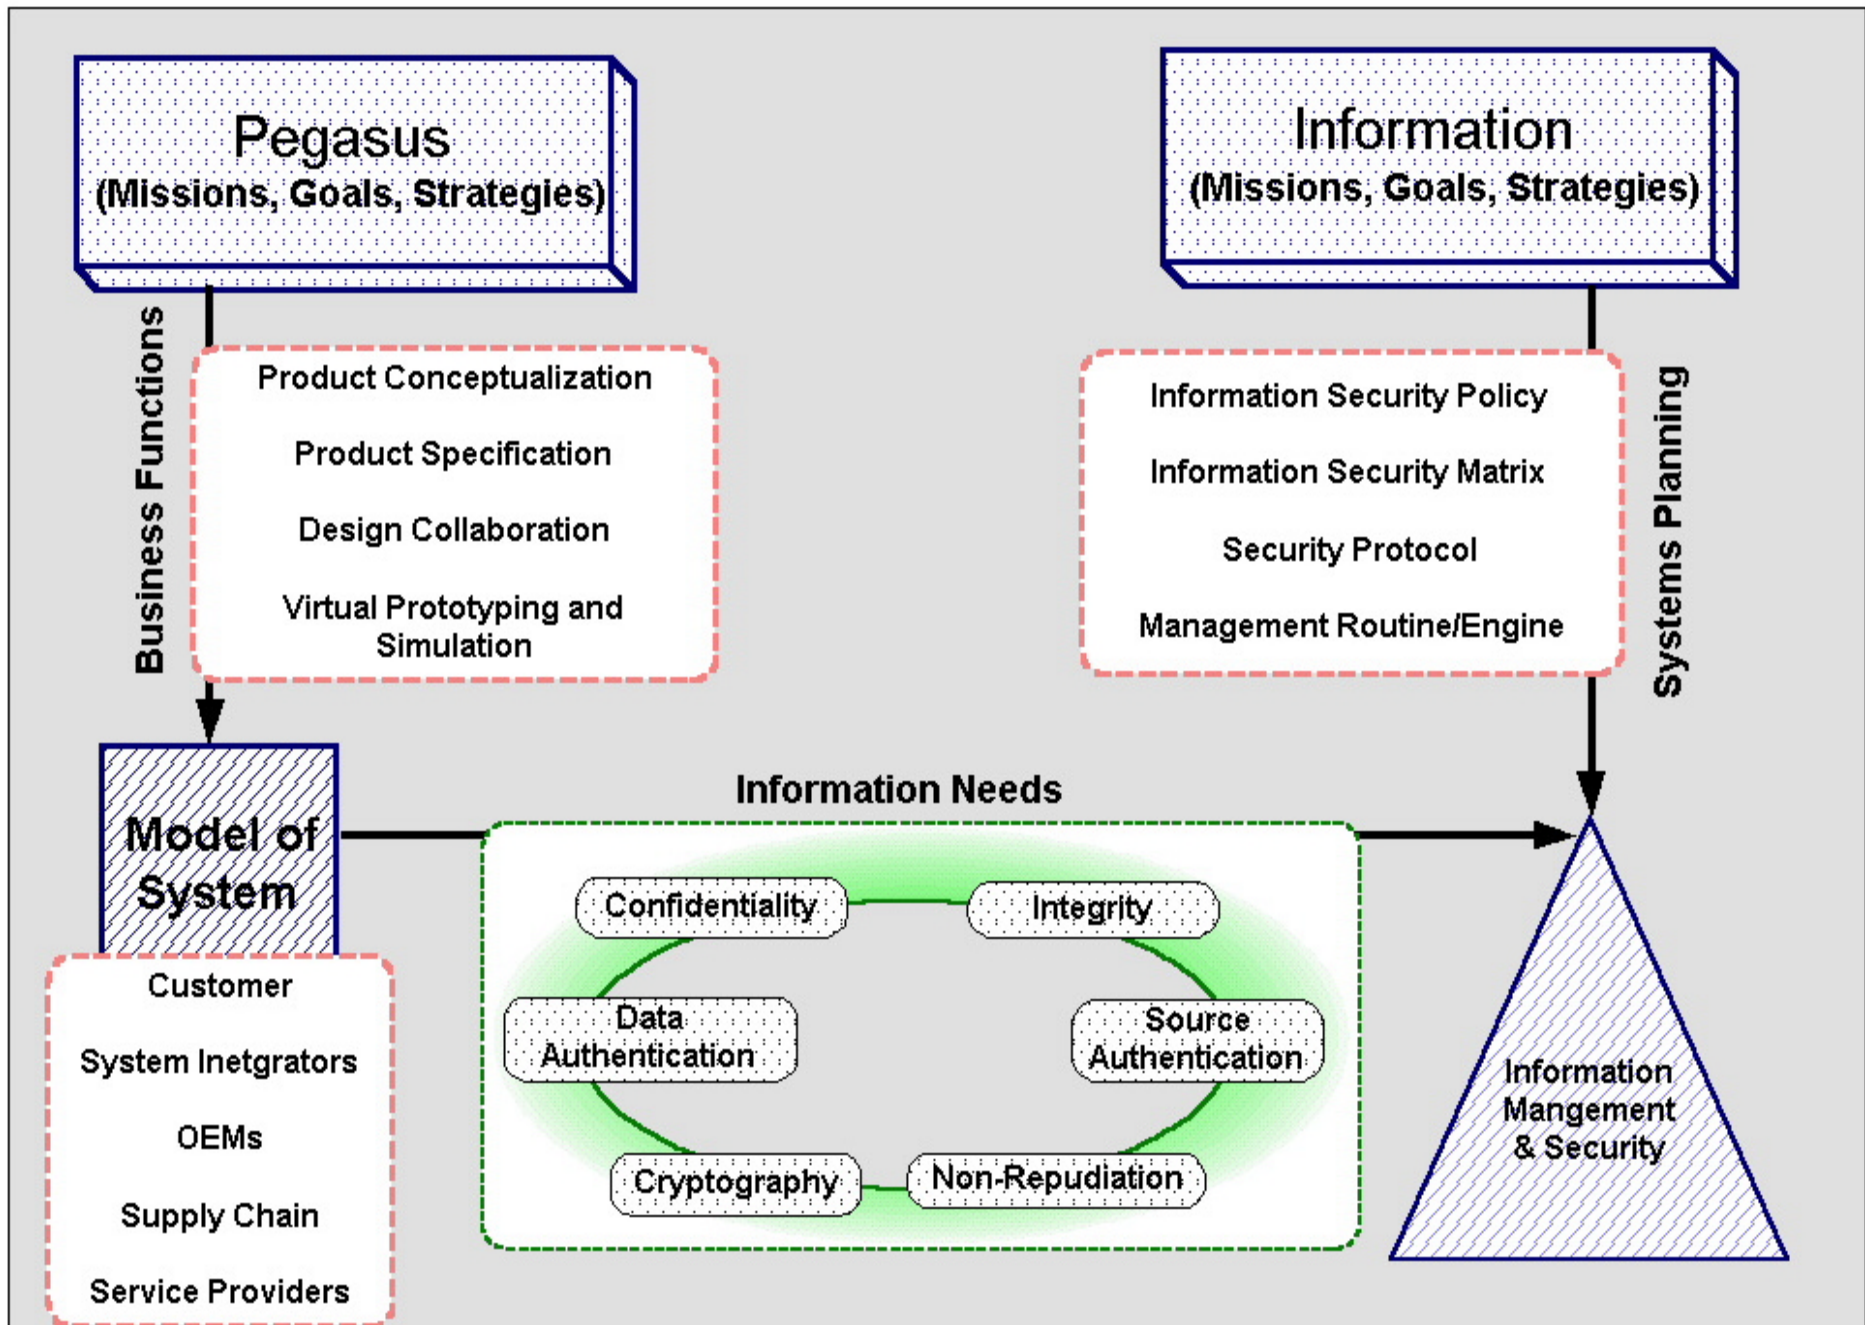 Pegasus
(Missions, Goals, Strategies)
Information
(Missions, Goals, Strategies)
Business Functions
Product Conceptualization
Product Specification
Design Collaboration
Virtual Prototyping and
Simulation
Information Security Policy
Information Security Matrix
Security Protocol
Management Routine/Engine
Systems Planning
Model of
System
Customer
System Inetgrators
OEMs
Supply Chain
Service Providers
Information Needs
Confidentiality
Integrity
Data
Authentication
Source
Authentication
Cryptography
Non-Repudiation
Information
Mangement
& Security